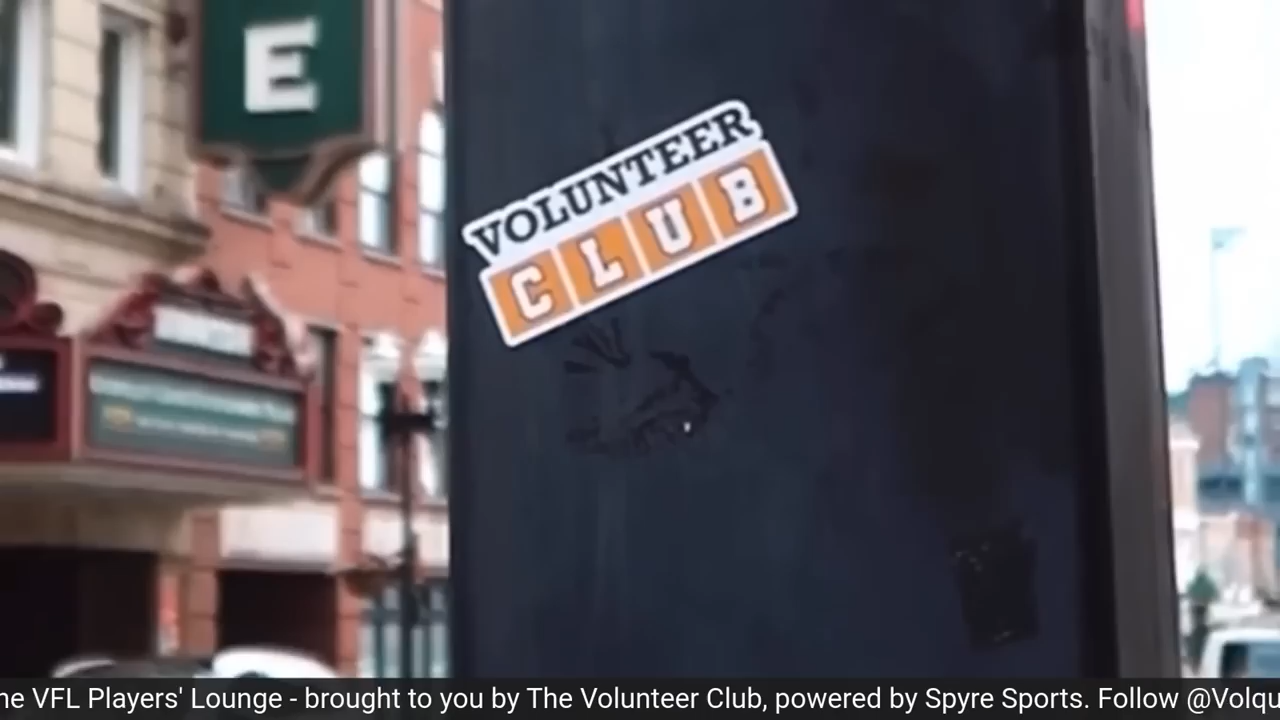 E
VOLUNTEER
CLUB
he VFL Players' Lounge - brought to you by The Volunteer Club, powered by Spyre Sports. Follow @Volqu